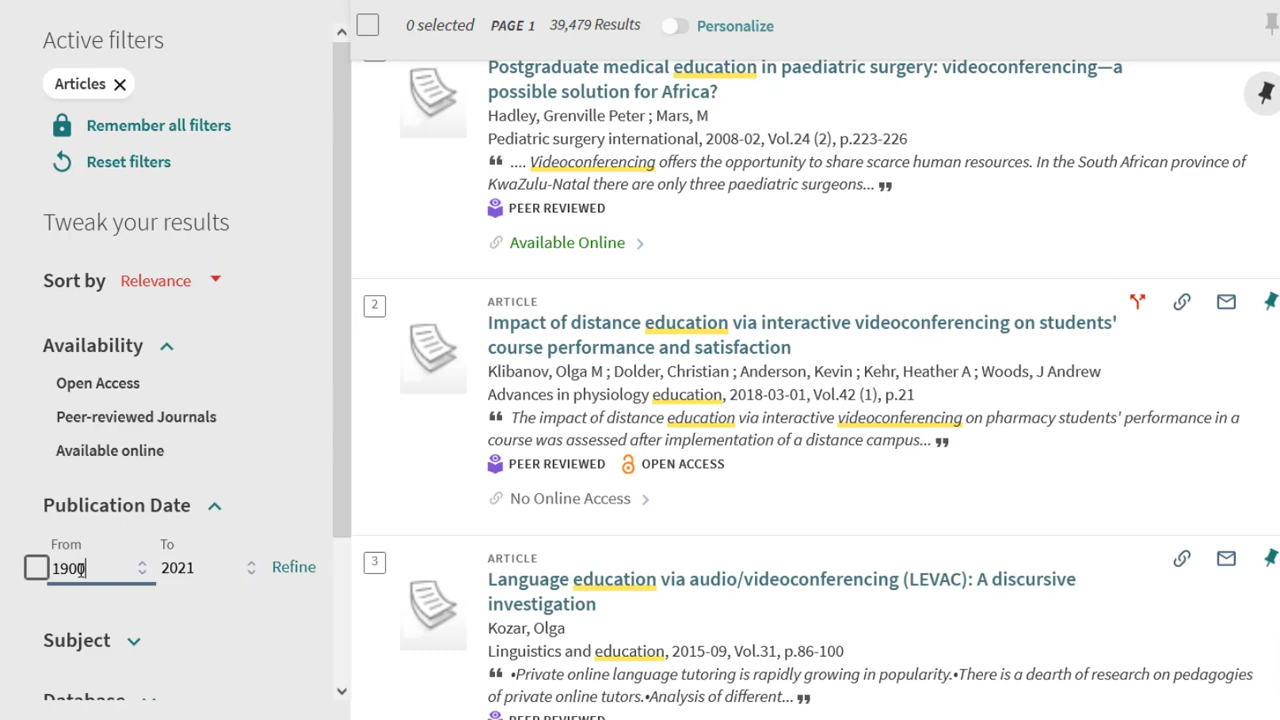 Active filters
Articles
Remember all filters
Reset filters
Tweak your results
Sort by Relevance
Availability
Open Access
Peer-reviewed Journals
Available online
Publication Date
From To
1900 2021 Refine
Subject
Database
0 selected PAGE 1 39,479 Results Personalize
Postgraduate medical education in paediatric surgery: videoconferencing—a
possible solution for Africa?
Hadley, Grenville Peter ; Mars, M
Pediatric surgery international, 2008-02, Vol.24 (2), p.223-226
❝ .... Videoconferencing offers the opportunity to share scarce human resources. In the South African province of
KwaZulu-Natal there are only three paediatric surgeons... ❞
PEER REVIEWED
Available Online
2
ARTICLE
Impact of distance education via interactive videoconferencing on students'
course performance and satisfaction
Klibanov, Olga M ; Dolder, Christian ; Anderson, Kevin ; Kehr, Heather A ; Woods, J Andrew
Advances in physiology education, 2018-03-01, Vol.42 (1), p.21
❝ The impact of distance education via interactive videoconferencing on pharmacy students' performance in a
course was assessed after implementation of a distance campus... ❞
PEER REVIEWED OPEN ACCESS
No Online Access
3
ARTICLE
Language education via audio/videoconferencing (LEVAC): A discursive
investigation
Kozar, Olga
Linguistics and education, 2015-09, Vol.31, p.86-100
❝ •Private online language tutoring is rapidly growing in popularity.•There is a dearth of research on pedagogies
of private online tutors.•Analysis of different... ❞
PEER REVIEWED